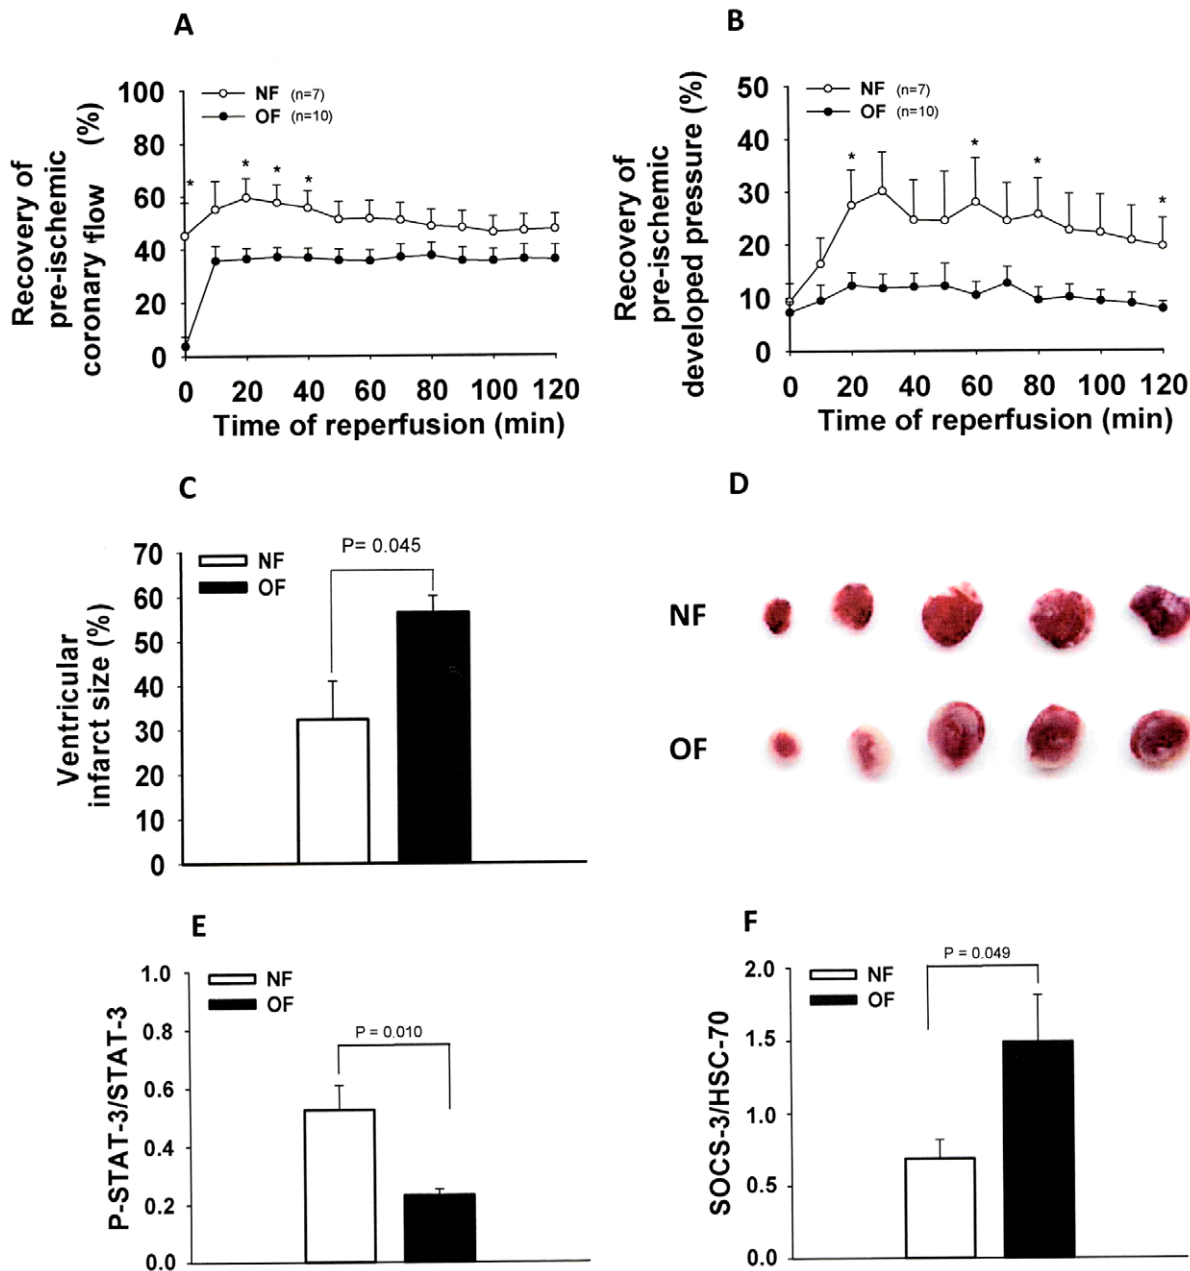 A
Recovery of
pre-ischemic
coronary flow (%)
100
80
60
40
20
0
NF (n=7)
OF (n=10)
*
*
*
*
0 20 40 60 80 100 120
Time of reperfusion (min)
B
Recovery of
pre-ischemic
developed pressure (%)
50
40
30
20
10
0
NF (n=7)
OF (n=10)
*
*
*
*
0 20 40 60 80 100 120
Time of reperfusion (min)
C
Ventricular
infarct size (%)
70
60
50
40
30
20
10
0
NF
OF
P= 0.045
D
NF
OF
E
P-STAT-3/STAT-3
1.0
0.8
0.6
0.4
0.2
0.0
NF
OF
P = 0.010
F
SOCS-3/HSC-70
2.0
1.5
1.0
0.5
0.0
NF
OF
P = 0.049